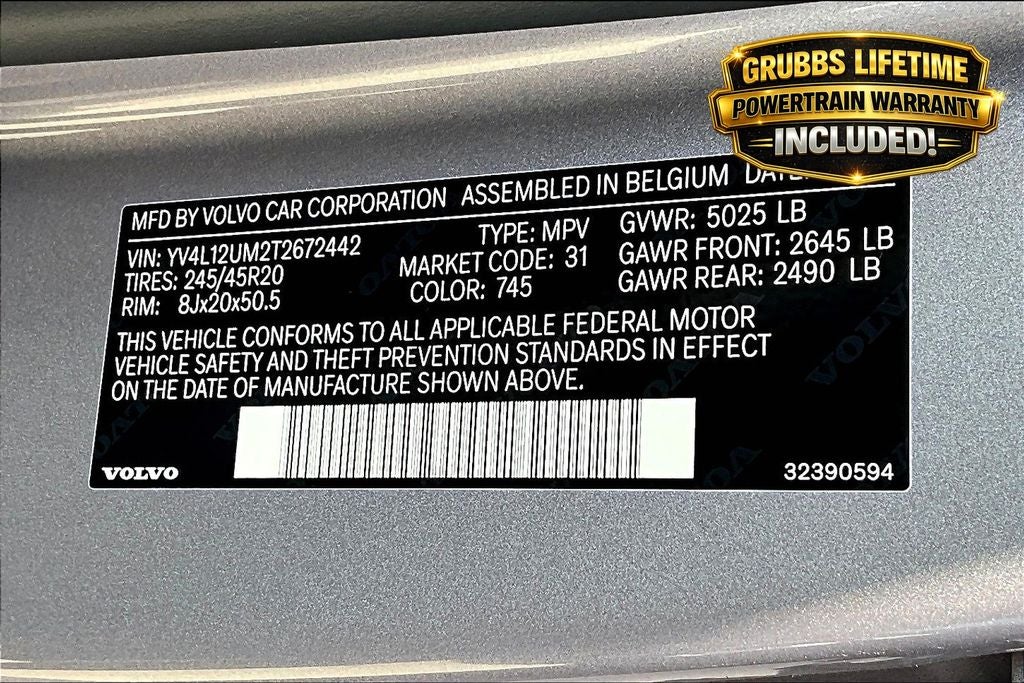 GRUBBS LIFETIME
POWERTRAIN WARRANTY
INCLUDED!
MFD BY VOLVO CAR CORPORATION ASSEMBLED IN BELGIUM
VIN: YV4L12UM2T2672442 TYPE: MPV GVWR: 5025 LB
TIRES: 245/45R20 MARKET CODE: 31 GAWR FRONT: 2645 LB
RIM: 8Jx20x50.5 COLOR: 745 GAWR REAR: 2490 LB
THIS VEHICLE CONFORMS TO ALL APPLICABLE FEDERAL MOTOR
VEHICLE SAFETY AND THEFT PREVENTION STANDARDS IN EFFECT
ON THE DATE OF MANUFACTURE SHOWN ABOVE.
VOLVO 32390594